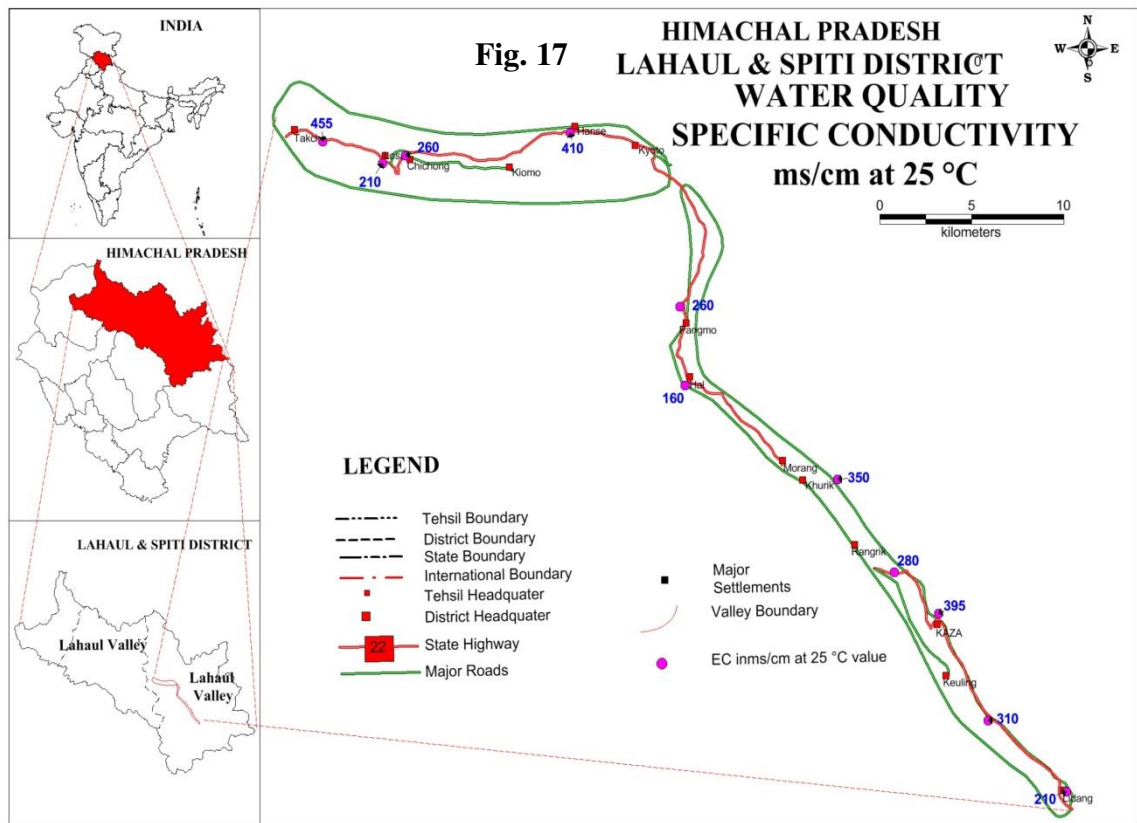 INDIA
HIMACHAL PRADESH
LAHAUL & SPITI DISTRICT
Lahaul Valley
Lahaul
Valley
Fig. 17
HIMACHAL PRADESH
LAHAUL & SPITI DISTRICT
WATER QUALITY
SPECIFIC CONDUCTIVITY
ms/cm at 25 °C
N
W E
S
0 5 10
kilometers
455
210
260
Chichong
Kiomo
Hanse
410
Kyoto
260
Pangmo
Hal
160
Morang
Khurik
350
Rangrik
280
395
KAZA
Keuling
310
210
Lidang
LEGEND
Tehsil Boundary
District Boundary
State Boundary
International Boundary
Tehsil Headquater
District Headquater
22 State Highway
Major Roads
Major
Settlements
Valley Boundary
EC inms/cm at 25 °C value